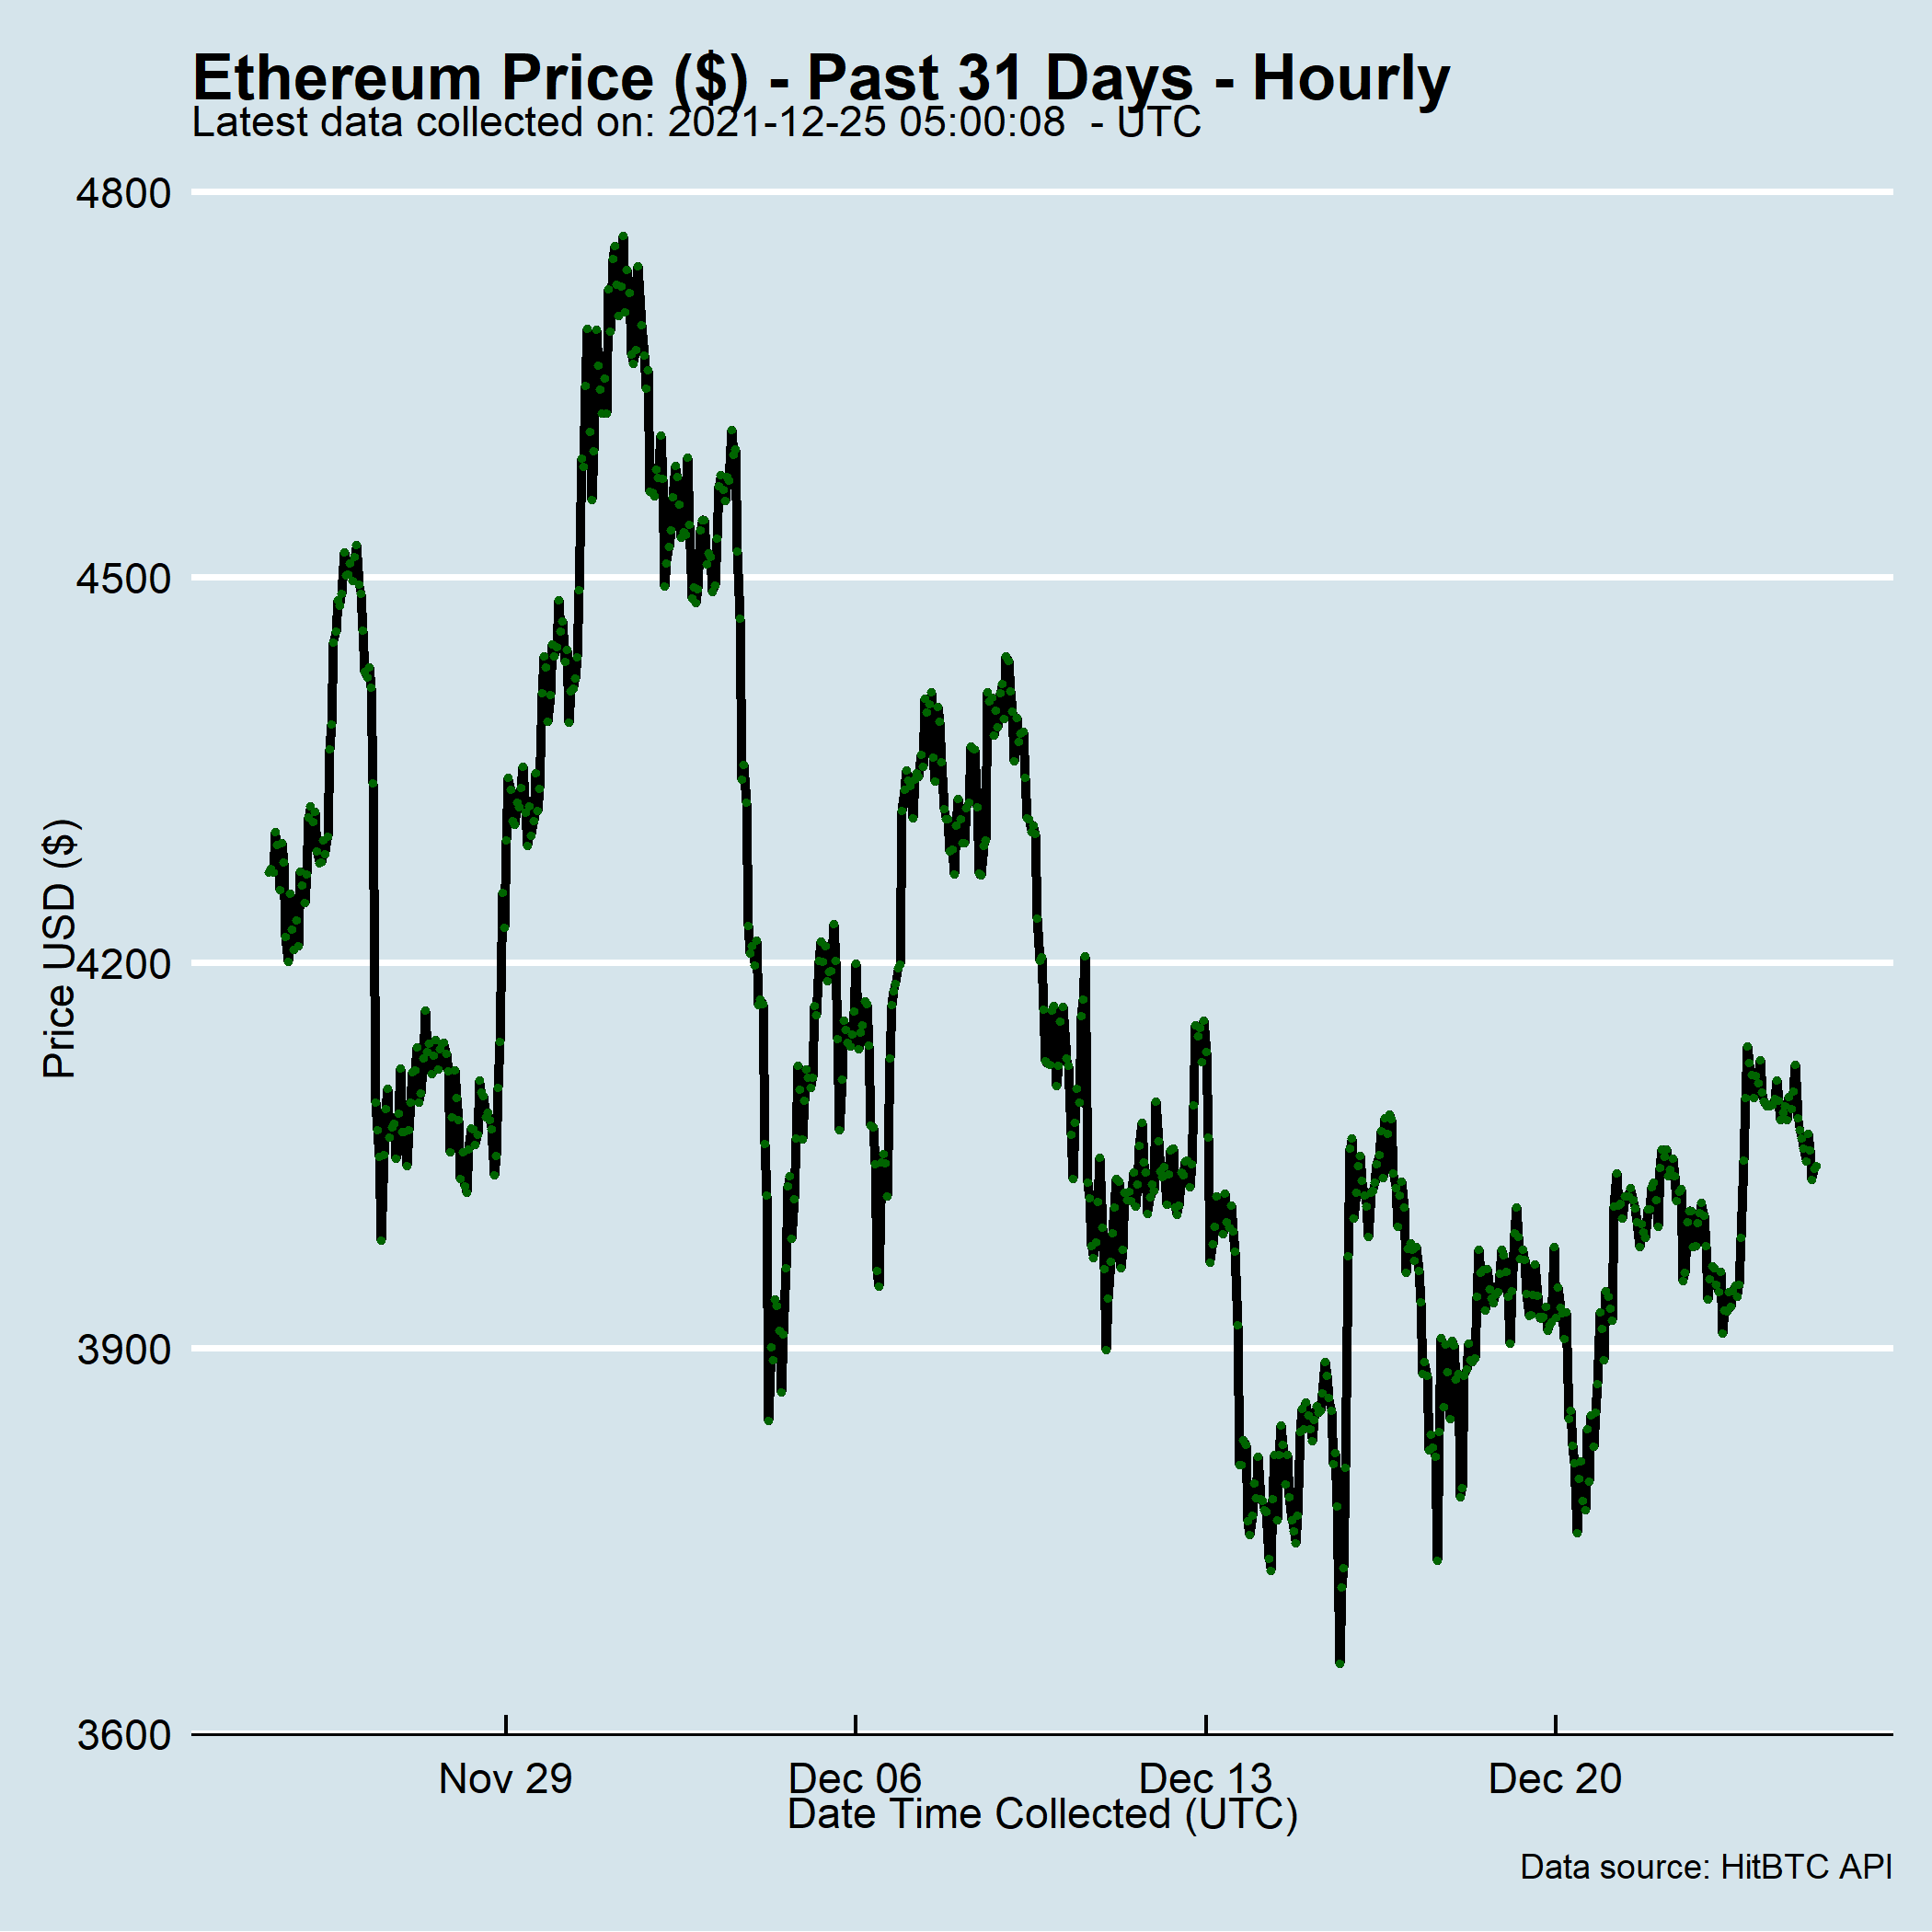 Ethereum Price ($) - Past 31 Days - Hourly
Latest data collected on: 2021-12-25 05:00:08  - UTC
4800
4500
4200
3900
3600
Price USD ($)
Nov 29 Dec 06 Dec 13 Dec 20
Date Time Collected (UTC)
Data source: HitBTC API